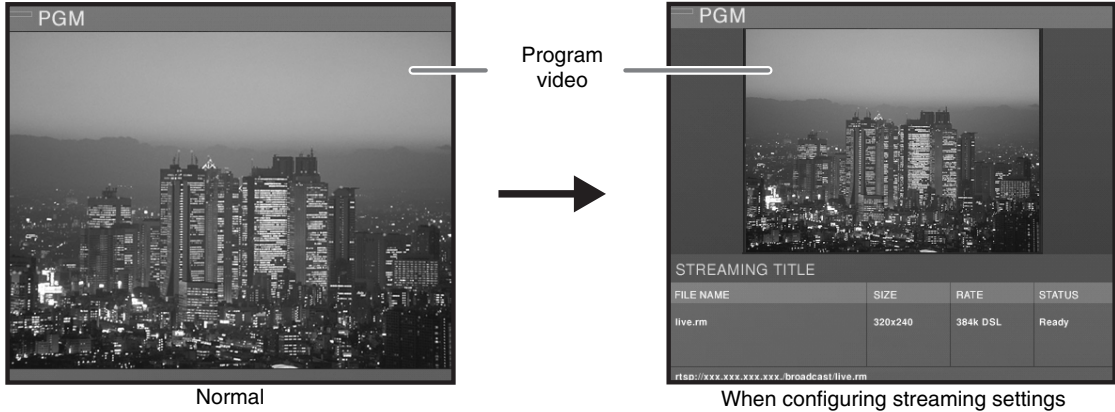 PGM
Program
video
PGM
STREAMING TITLE
FILE NAME SIZE RATE STATUS
live.rm 320x240 384k DSL Ready
rtsp://xxx.xxx.xxx.xxx./broadcast/live.rm
Normal
When configuring streaming settings